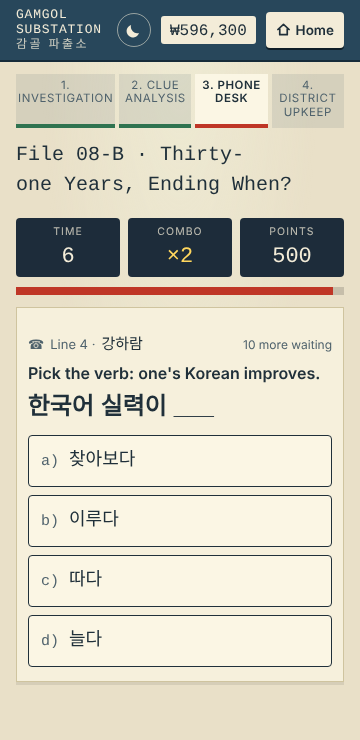 GAMGOL
SUBSTATION
감골 파출소
₩596,300
Home
1. INVESTIGATION
2. CLUE ANALYSIS
3. PHONE DESK
4. DISTRICT UPKEEP
File 08-B · Thirty-
one Years, Ending When?
TIME
6
COMBO
×2
POINTS
500
☎ Line 4 · 강하람
10 more waiting
Pick the verb: one's Korean improves.
한국어 실력이 ___
a) 찾아보다
b) 이루다
c) 따다
d) 늘다